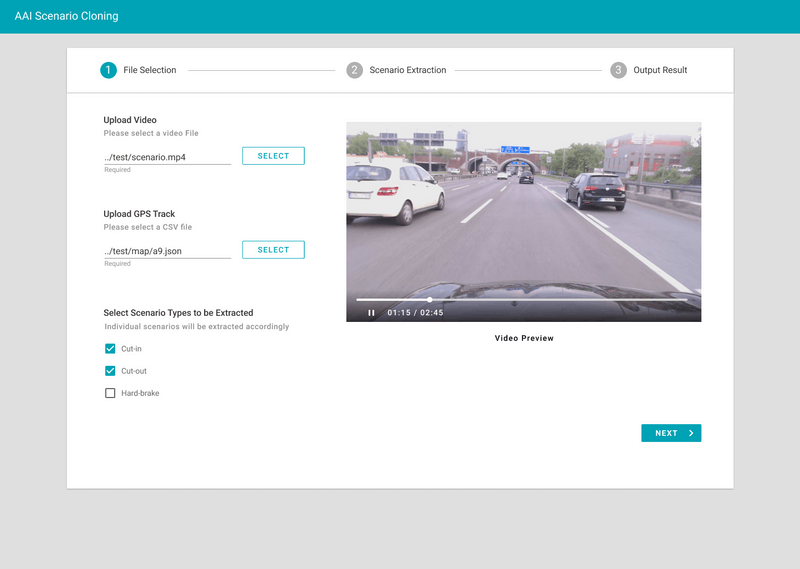 AAI Scenario Cloning
1 File Selection
2 Scenario Extraction
3 Output Result
Upload Video
Please select a video File
../test/scenario.mp4
SELECT
Required
Upload GPS Track
Please select a CSV file
../test/map/a9.json
SELECT
Required
Select Scenario Types to be Extracted
Individual scenarios will be extracted accordingly
Cut-in
Cut-out
Hard-brake
01:15 / 02:45
Video Preview
NEXT